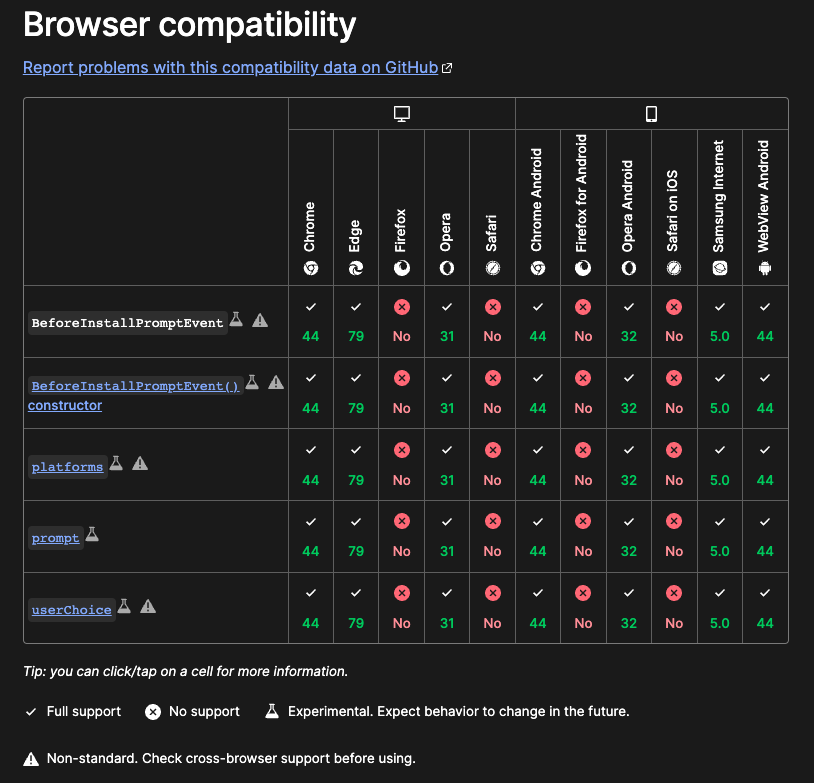 Browser compatibility
Report problems with this compatibility data on GitHub
Chrome Edge Firefox Opera Safari Chrome Android Firefox for Android Opera Android Safari on iOS Samsung Internet WebView Android
BeforeInstallPromptEvent
44 79 No 31 No 44 No 32 No 5.0 44
BeforeInstallPromptEvent()
constructor
44 79 No 31 No 44 No 32 No 5.0 44
platforms
44 79 No 31 No 44 No 32 No 5.0 44
prompt
44 79 No 31 No 44 No 32 No 5.0 44
userChoice
44 79 No 31 No 44 No 32 No 5.0 44
Tip: you can click/tap on a cell for more information.
Full support No support Experimental. Expect behavior to change in the future.
Non-standard. Check cross-browser support before using.